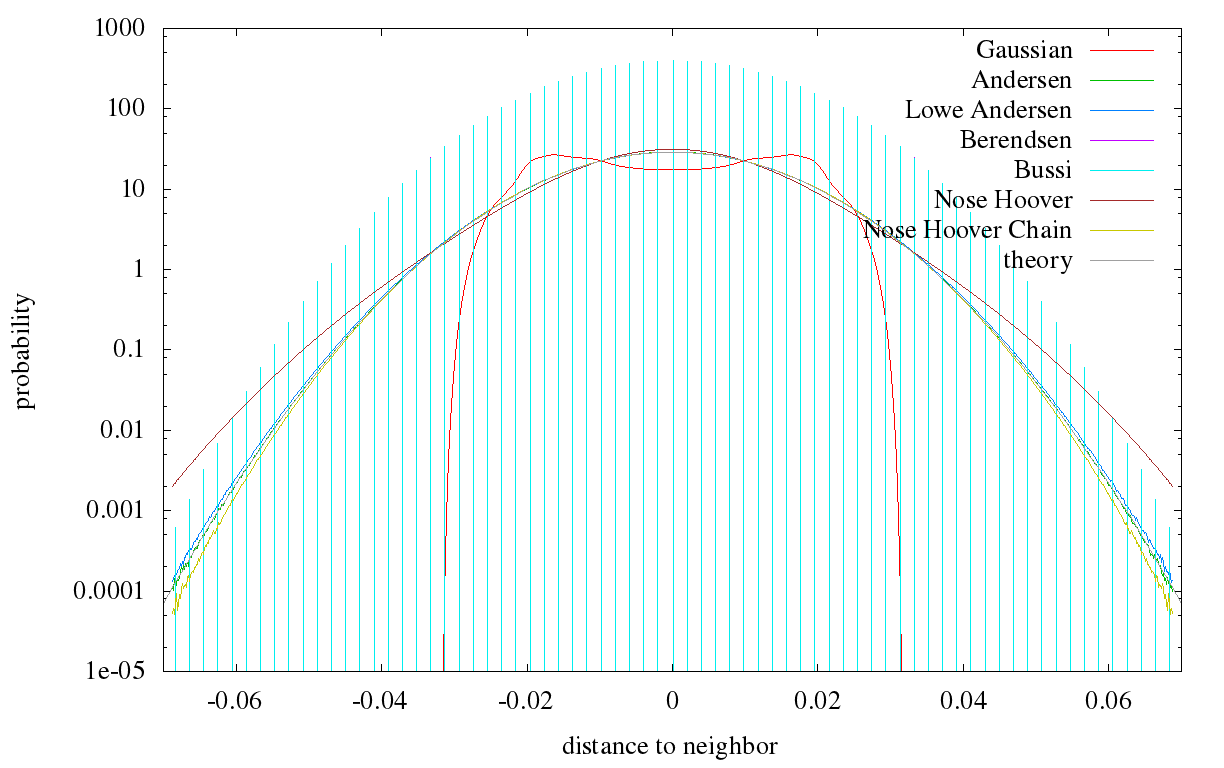 1000
100
10
1
0.1
0.01
0.001
0.0001
1e-05
probability
Gaussian
Andersen
Lowe Andersen
Berendsen
Bussi
Nose Hoover
Nose Hoover Chain
theory
-0.06 -0.04 -0.02 0 0.02 0.04 0.06
distance to neighbor